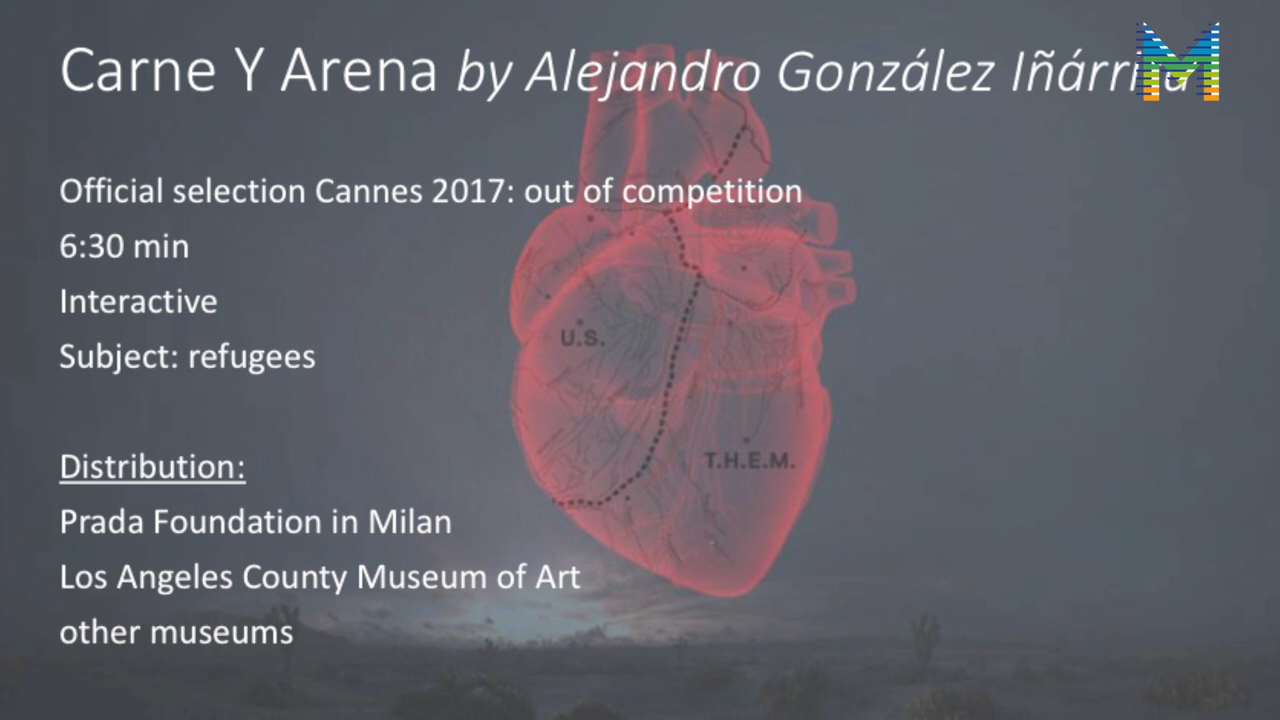 Carne Y Arena by Alejandro González Iñárritu
Official selection Cannes 2017: out of competition
6:30 min
Interactive
Subject: refugees
U.S.
T.H.E.M.
Distribution:
Prada Foundation in Milan
Los Angeles County Museum of Art
other museums